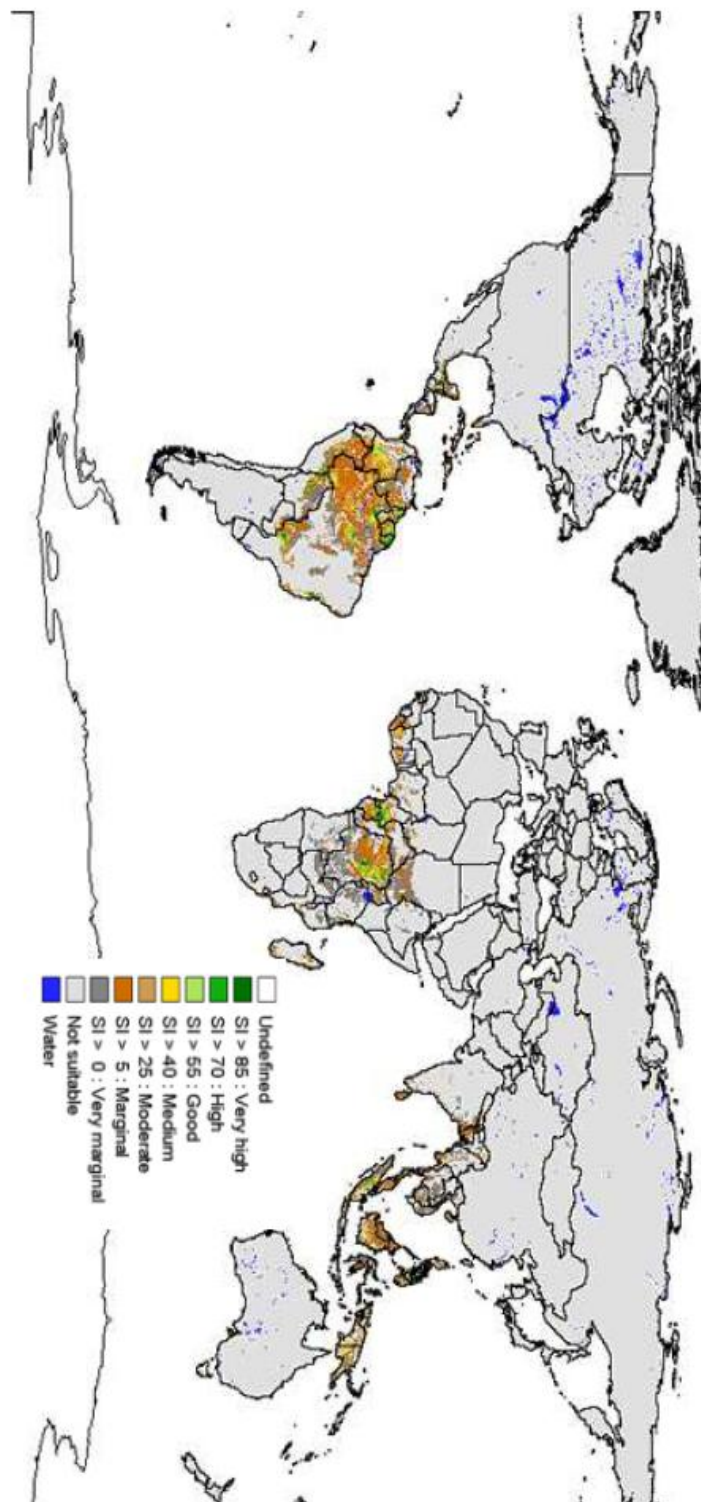 Undefined
SI > 85 : Very high
SI > 70 : High
SI > 55 : Good
SI > 40 : Medium
SI > 25 : Moderate
SI > 5 : Marginal
SI > 0 : Very marginal
Not suitable
Water